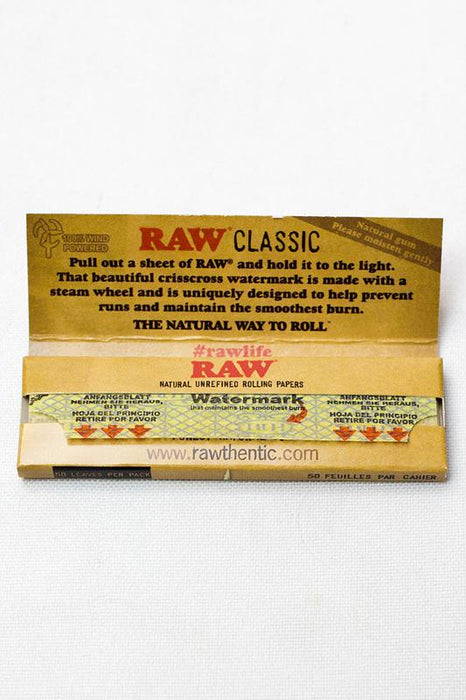 100% WIND
POWERED
RAW® CLASSIC
Natural gum
Please moisten gently
Pull out a sheet of RAW® and hold it to the light.
That beautiful crisscross watermark is made with a
steam wheel and is uniquely designed to help prevent
runs and maintain the smoothest burn.
THE NATURAL WAY TO ROLL
#rawlife
RAW
NATURAL UNREFINED ROLLING PAPERS
ANFANGSBLATT
NEHMEN SIE HERAUS,
BITTE
HOJA DEL PRINCIPIO
RETIRE POR FAVOR
Watermark
that maintains the smoothest burn
ANFANGSBLATT
NEHMEN SIE HERAUS,
BITTE
HOJA DEL PRINCIPIO
RETIRE POR FAVOR
www.rawthentic.com
50 LEAVES PER PACK
50 FEUILLES PAR CAHIER